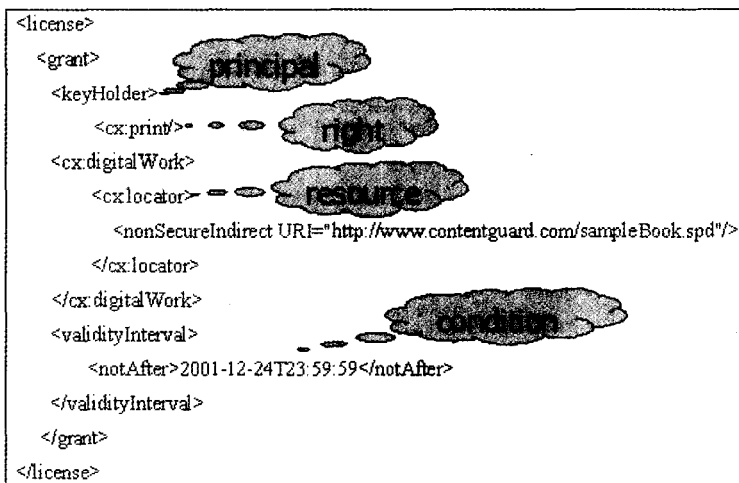 <license>
<grant>
principal
<keyHolder>
<cx:print/>
right
<cx:digitalWork>
<cx:locator>
resource
<nonSecureIndirect URI="http://www.contentguard.com/sampleBook.spd"/>
</cx:locator>
</cx:digitalWork>
condition
<validityInterval>
<notAfter>2001-12-24T23:59:59</notAfter>
</validityInterval>
</grant>
</license>